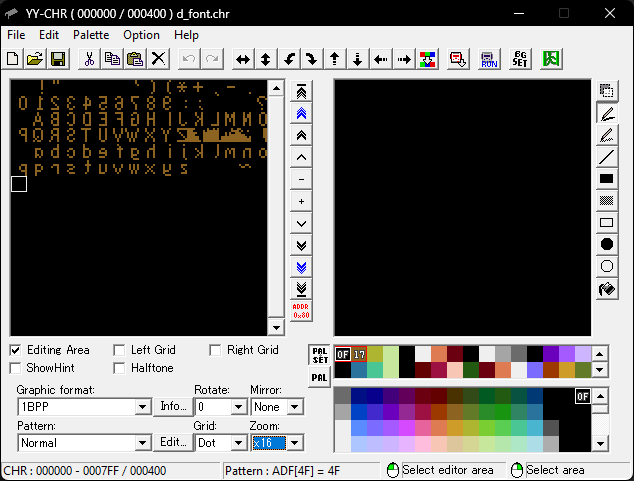 YY-CHR ( 000000 / 000400 ) d_font.chr
File Edit Palette Option Help
RUN
BG SET
ADDR 0x80
Editing Area Left Grid Right Grid
ShowHint Halftone
PAL SET
0F 17
PAL
0F
Graphic format: Rotate: Mirror:
1BPP Info... 0 None
Pattern: Grid: Zoom:
Normal Edit... Dot x16
CHR : 000000 - 0007FF / 000400 Pattern : ADF[4F] = 4F Select editor area Select area